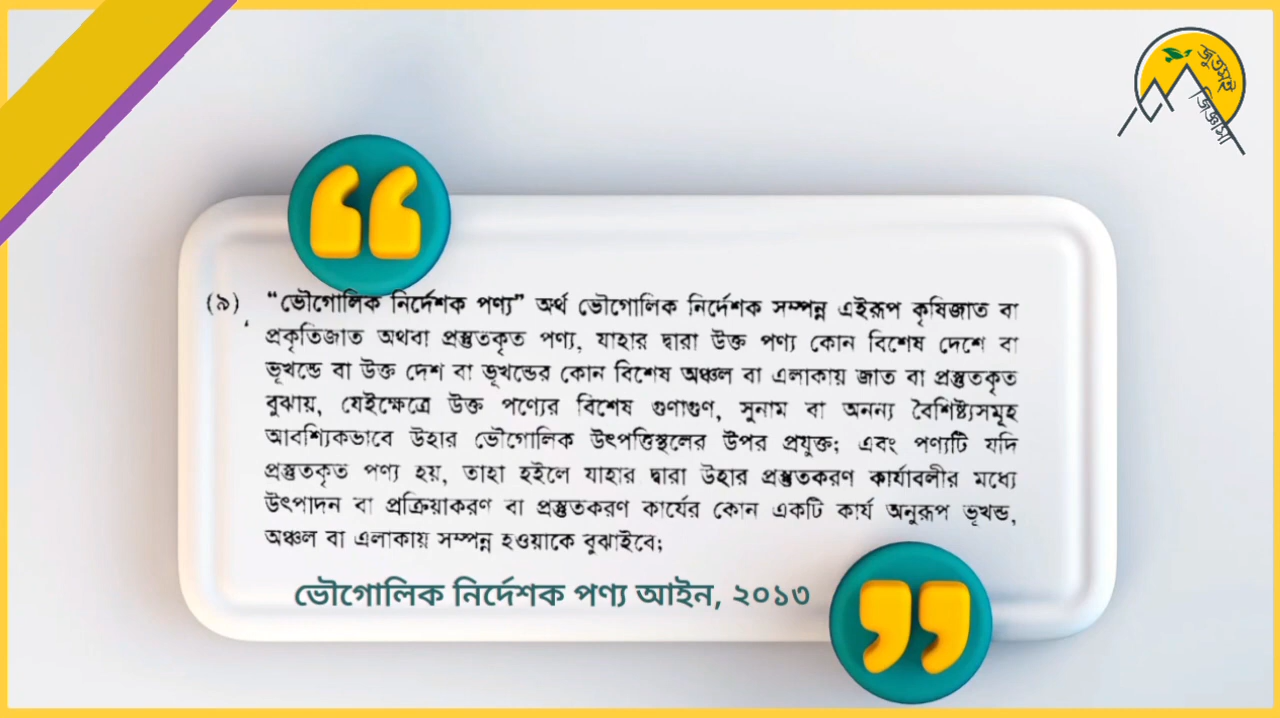 জুতসই
জিজ্ঞাসা
(৯) “ভৌগোলিক নির্দেশক পণ্য” অর্থ ভৌগোলিক নির্দেশক সম্পন্ন এইরূপ কৃষিজাত বা
প্রকৃতিজাত অথবা প্রস্তুতকৃত পণ্য, যাহার দ্বারা উক্ত পণ্য কোন বিশেষ দেশে বা
ভূখন্ডে বা উক্ত দেশ বা ভূখন্ডের কোন বিশেষ অঞ্চল বা এলাকায় জাত বা প্রস্তুতকৃত
বুঝায়, যেইক্ষেত্রে উক্ত পণ্যের বিশেষ গুণাগুণ, সুনাম বা অনন্য বৈশিষ্ট্যসমূহ
আবশ্যিকভাবে উহার ভৌগোলিক উৎপত্তিস্থলের উপর প্রযুক্ত; এবং পণ্যটি যদি
প্রস্তুতকৃত পণ্য হয়, তাহা হইলে যাহার দ্বারা উহার প্রস্তুতকরণ কার্যাবলীর মধ্যে
উৎপাদন বা প্রক্রিয়াকরণ বা প্রস্তুতকরণ কার্যের কোন একটি কার্য অনুরূপ ভূখন্ড,
অঞ্চল বা এলাকায় সম্পন্ন হওয়াকে বুঝাইবে;
ভৌগোলিক নির্দেশক পণ্য আইন, ২০১৩